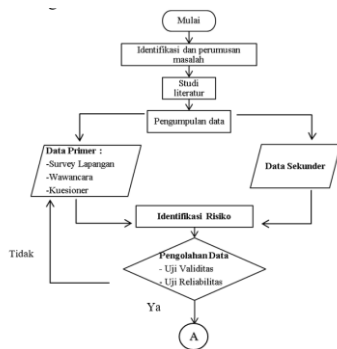 Mulai
Identifikasi dan perumusan
masalah
Studi
literatur
Pengumpulan data
Data Primer :
-Survey Lapangan
-Wawancara
-Kuesioner
Data Sekunder
Identifikasi Risiko
Tidak
Pengolahan Data
- Uji Validitas
- Uji Reliabilitas
Ya
A